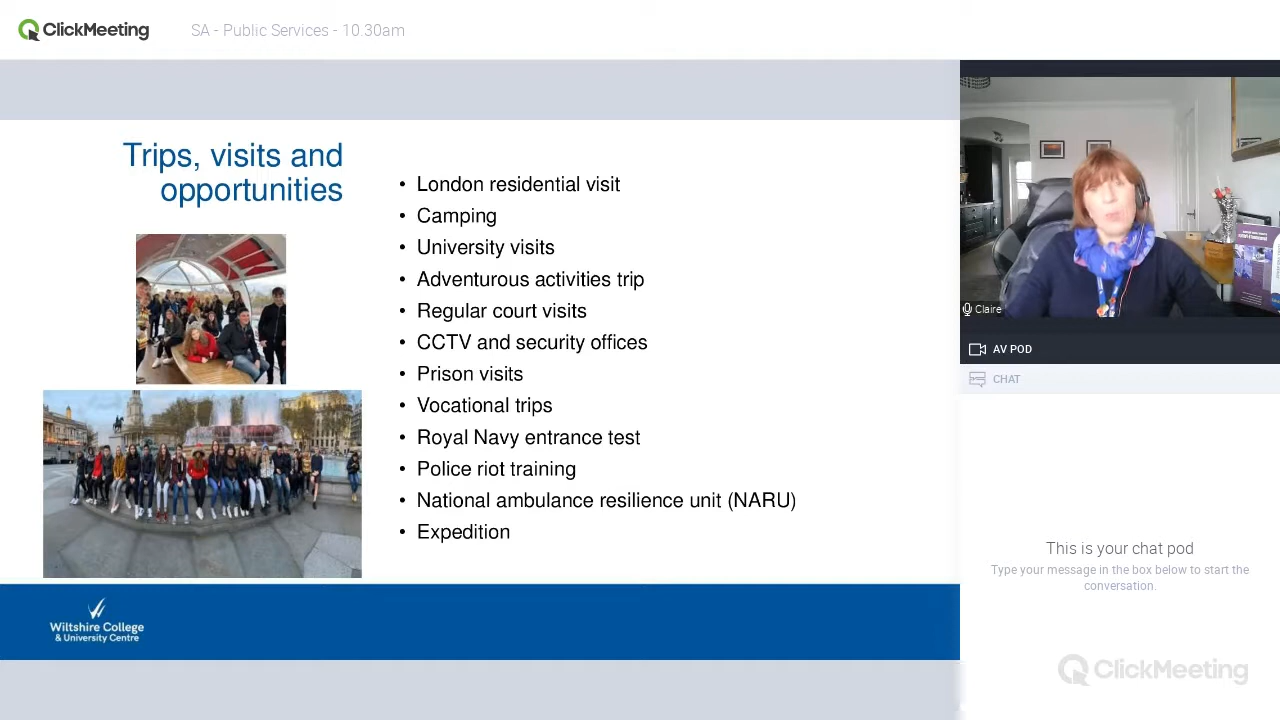 ClickMeeting
SA - Public Services - 10.30am
Trips, visits and
opportunities
• London residential visit
• Camping
• University visits
• Adventurous activities trip
• Regular court visits
• CCTV and security offices
• Prison visits
• Vocational trips
• Royal Navy entrance test
• Police riot training
• National ambulance resilience unit (NARU)
• Expedition
Wiltshire College
& University Centre
Claire
AV POD
CHAT
This is your chat pod
Type your message in the box below to start the
conversation.
ClickMeeting